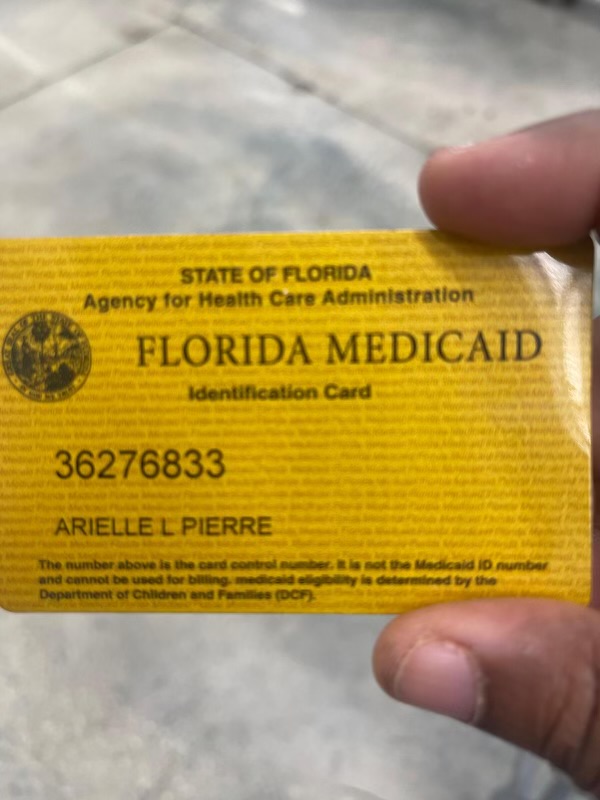 STATE OF FLORIDA
Agency for Health Care Administration
FLORIDA MEDICAID
Identification Card
36276833
ARIELLE L PIERRE
The number above is the card control number. It is not the Medicaid ID number
and cannot be used for billing. medicaid eligibility is determined by the
Department of Children and Families (DCF).